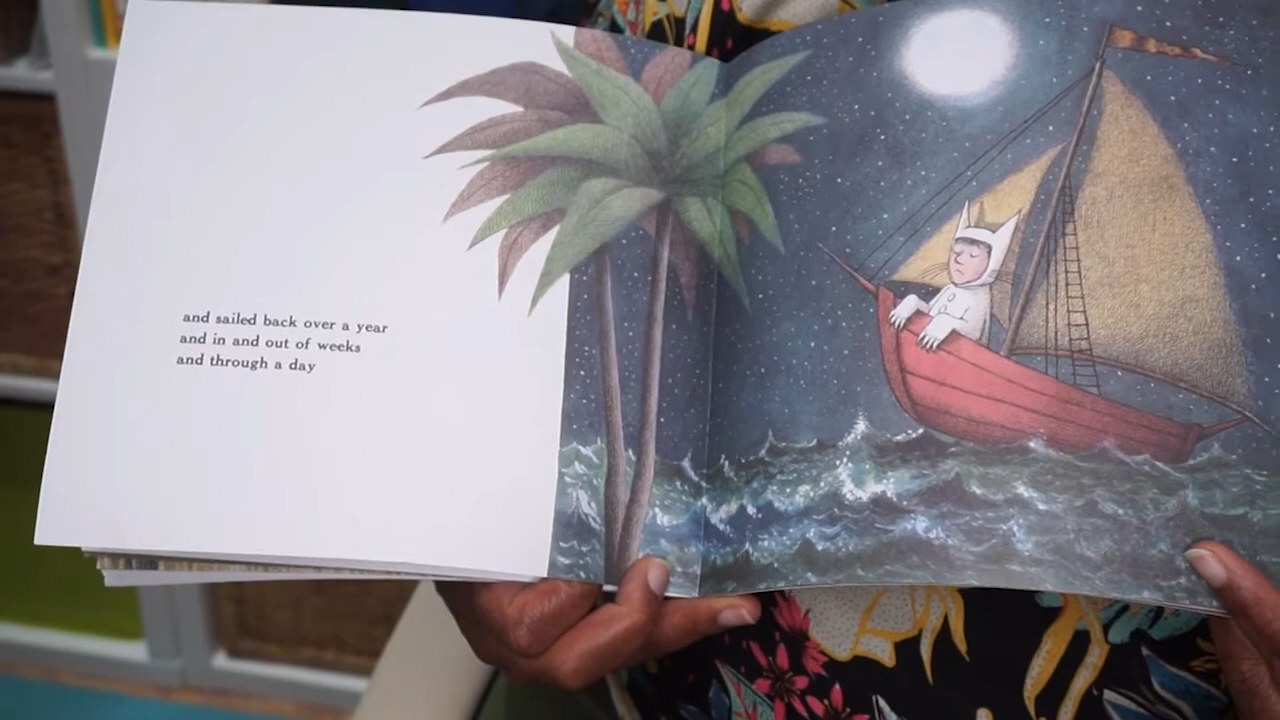 and sailed back over a year
and in and out of weeks
and through a day